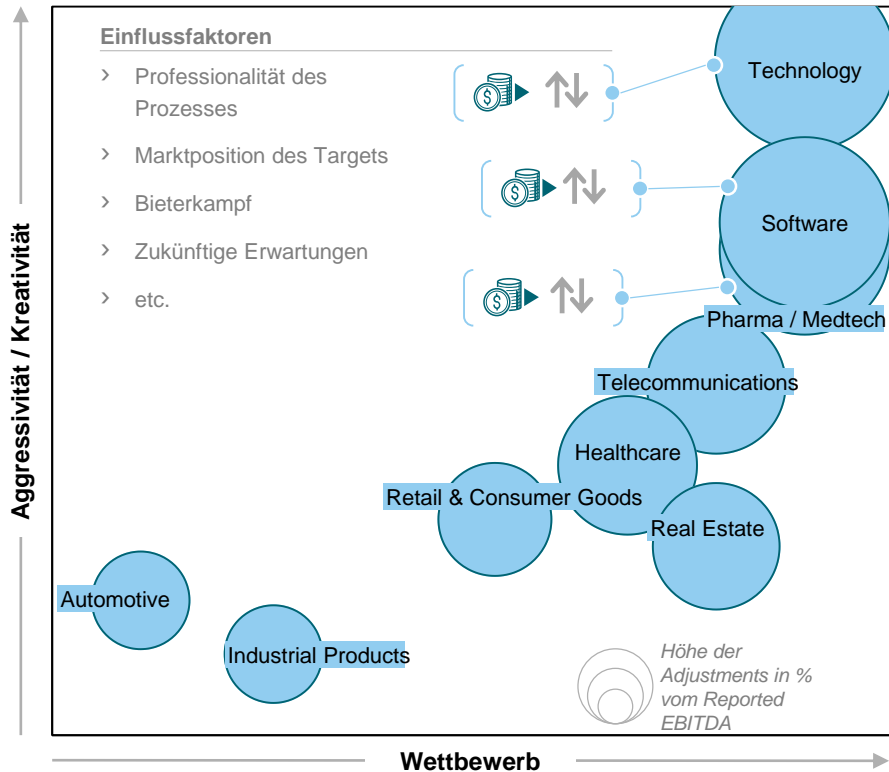 Einflussfaktoren
› Professionalität des
Prozesses
› Marktposition des Targets
› Bieterkampf
› Zukünftige Erwartungen
› etc.
$
$
$
Technology
Software
Pharma / Medtech
Telecommunications
Healthcare
Retail & Consumer Goods
Real Estate
Automotive
Industrial Products
Höhe der
Adjustments in %
vom Reported
EBITDA
Aggressivität / Kreativität
Wettbewerb